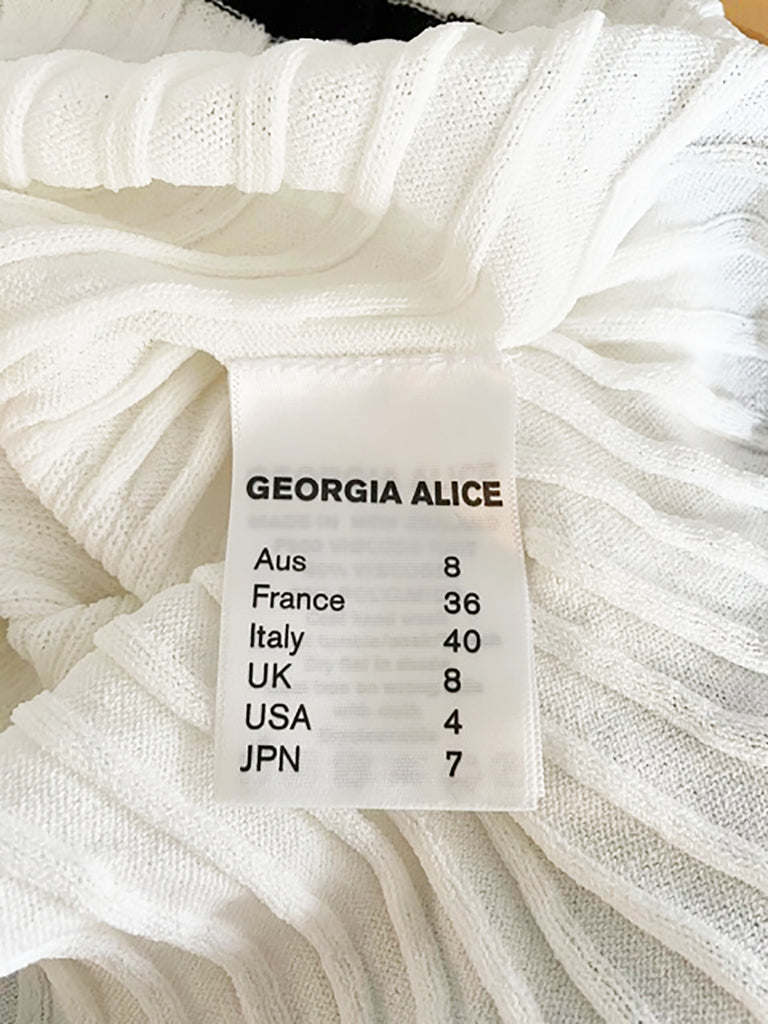 GEORGIA ALICE
Aus 8
France 36
Italy 40
UK 8
USA 4
JPN 7